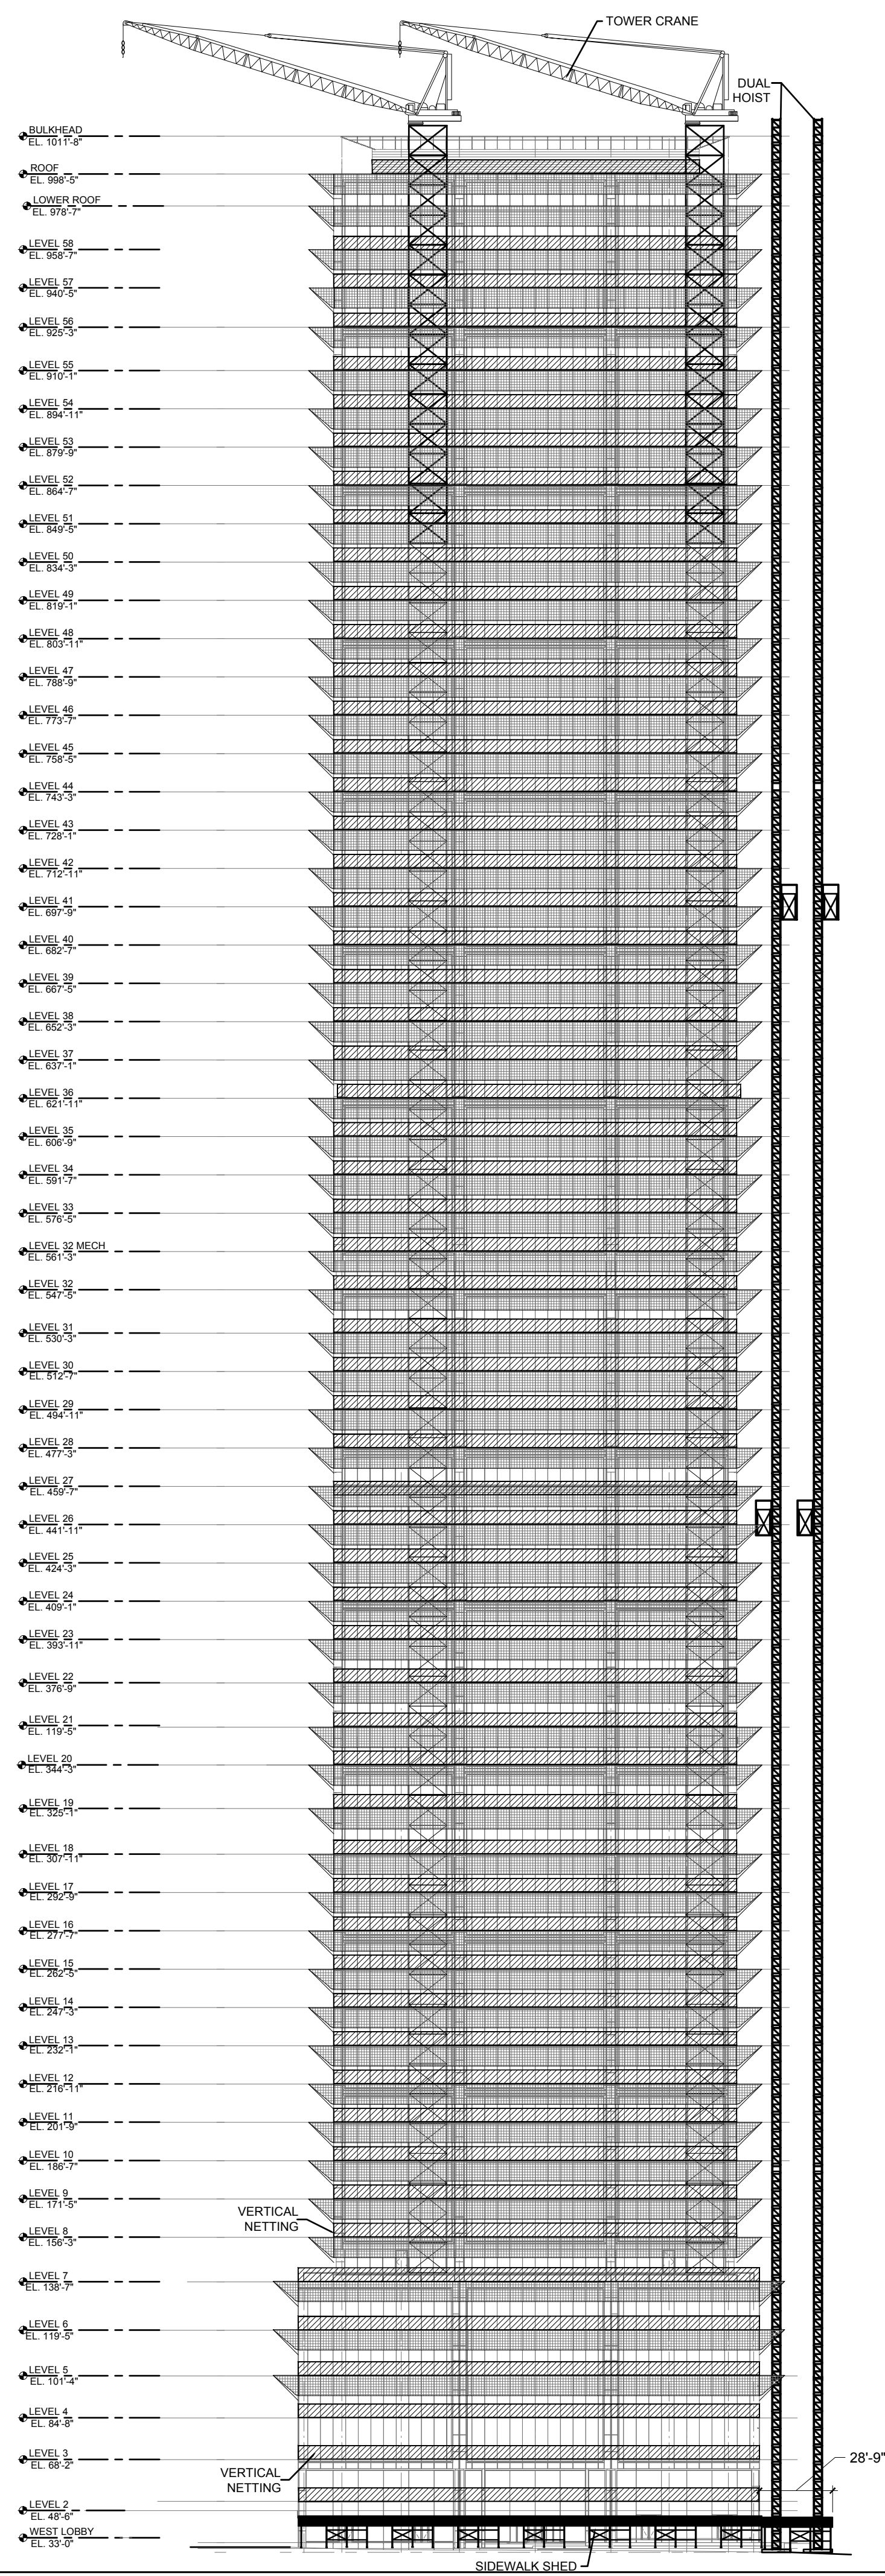 TOWER CRANE
DUAL
HOIST
BULKHEAD
EL. 1011'-8"
ROOF
EL. 998'-5"
LOWER ROOF
EL. 978'-7"
LEVEL 58
EL. 958'-7"
LEVEL 57
EL. 940'-5"
LEVEL 56
EL. 925'-3"
LEVEL 55
EL. 910'-1"
LEVEL 54
EL. 894'-11"
LEVEL 53
EL. 879'-9"
LEVEL 52
EL. 864'-7"
LEVEL 51
EL. 849'-5"
LEVEL 50
EL. 834'-3"
LEVEL 49
EL. 819'-1"
LEVEL 48
EL. 803'-11"
LEVEL 47
EL. 788'-9"
LEVEL 46
EL. 773'-7"
LEVEL 45
EL. 758'-5"
LEVEL 44
EL. 743'-3"
LEVEL 43
EL. 728'-1"
LEVEL 42
EL. 712'-11"
LEVEL 41
EL. 697'-9"
LEVEL 40
EL. 682'-7"
LEVEL 39
EL. 667'-5"
LEVEL 38
EL. 652'-3"
LEVEL 37
EL. 637'-1"
LEVEL 36
EL. 621'-11"
LEVEL 35
EL. 606'-9"
LEVEL 34
EL. 591'-7"
LEVEL 33
EL. 576'-5"
LEVEL 32 MECH
EL. 561'-3"
LEVEL 32
EL. 547'-5"
LEVEL 31
EL. 530'-3"
LEVEL 30
EL. 512'-7"
LEVEL 29
EL. 494'-11"
LEVEL 28
EL. 477'-3"
LEVEL 27
EL. 459'-7"
LEVEL 26
EL. 441'-11"
LEVEL 25
EL. 424'-3"
LEVEL 24
EL. 409'-1"
LEVEL 23
EL. 393'-11"
LEVEL 22
EL. 376'-9"
LEVEL 21
EL. 119'-5"
LEVEL 20
EL. 344'-3"
LEVEL 19
EL. 325'-1"
LEVEL 18
EL. 307'-11"
LEVEL 17
EL. 292'-9"
LEVEL 16
EL. 277'-7"
LEVEL 15
EL. 262'-5"
LEVEL 14
EL. 247'-3"
LEVEL 13
EL. 232'-1"
LEVEL 12
EL. 216'-11"
LEVEL 11
EL. 201'-9"
LEVEL 10
EL. 186'-7"
LEVEL 9
EL. 171'-5"
VERTICAL
NETTING
LEVEL 8
EL. 156'-3"
LEVEL 7
EL. 138'-7"
LEVEL 6
EL. 119'-5"
LEVEL 5
EL. 101'-4"
LEVEL 4
EL. 84'-8"
LEVEL 3
EL. 68'-2"
28'-9"
VERTICAL
NETTING
LEVEL 2
EL. 48'-6"
WEST LOBBY
EL. 33'-0"
SIDEWALK SHED